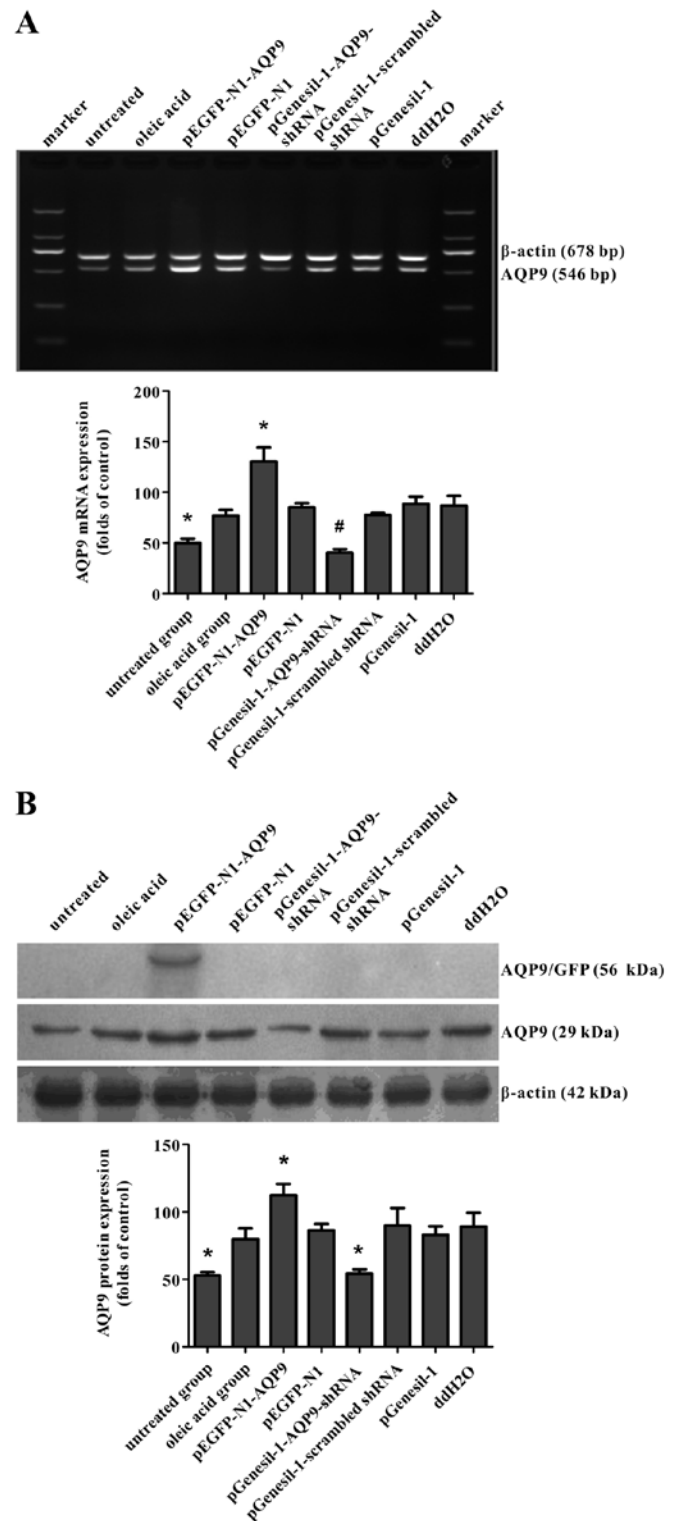 A
marker
untreated
oleic acid
pEGFP-N1-AQP9
pEGFP-N1
pGenesil-1-AQP9-
shRNA
pGenesil-1-scrambled
shRNA
pGenesil-1
ddH2O
marker
β-actin (678 bp)
AQP9 (546 bp)
AQP9 mRNA expression
(folds of control)
200
150
100
50
0
*
*
#
untreated group
oleic acid group
pEGFP-N1-AQP9
pEGFP-N1
pGenesil-1-AQP9-shRNA
pGenesil-1-scrambled shRNA
pGenesil-1
ddH2O
B
untreated
oleic acid
pEGFP-N1-AQP9
pEGFP-N1
pGenesil-1-AQP9-
shRNA
pGenesil-1-scrambled
shRNA
pGenesil-1
ddH2O
AQP9/GFP (56 kDa)
AQP9 (29 kDa)
β-actin (42 kDa)
AQP9 protein expression
(folds of control)
150
100
50
0
*
*
*
untreated group
oleic acid group
pEGFP-N1-AQP9
pEGFP-N1
pGenesil-1-AQP9-shRNA
pGenesil-1-scrambled shRNA
pGenesil-1
ddH2O